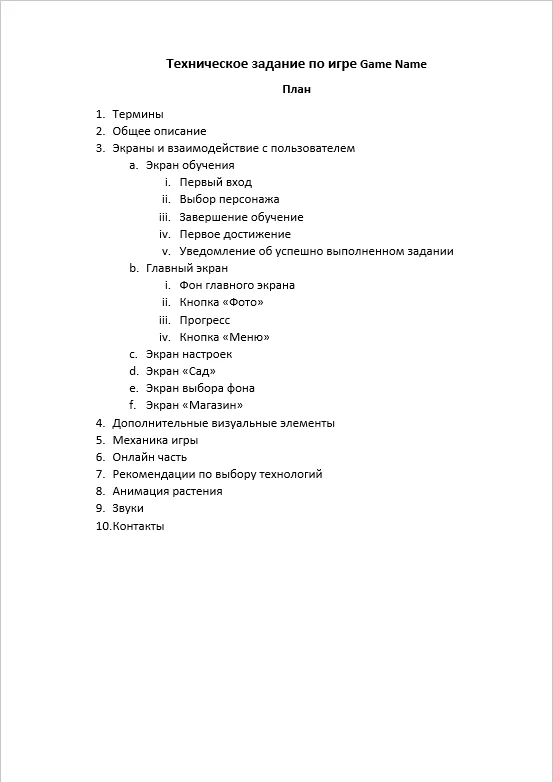 Техническое задание по игре Game Name
План
1. Термины
2. Общее описание
3. Экраны и взаимодействие с пользователем
a. Экран обучения
i. Первый вход
ii. Выбор персонажа
iii. Завершение обучение
iv. Первое достижение
v. Уведомление об успешно выполненном задании
b. Главный экран
i. Фон главного экрана
ii. Кнопка «Фото»
iii. Прогресс
iv. Кнопка «Меню»
c. Экран настроек
d. Экран «Сад»
e. Экран выбора фона
f. Экран «Магазин»
4. Дополнительные визуальные элементы
5. Механика игры
6. Онлайн часть
7. Рекомендации по выбору технологий
8. Анимация растения
9. Звуки
10.Контакты